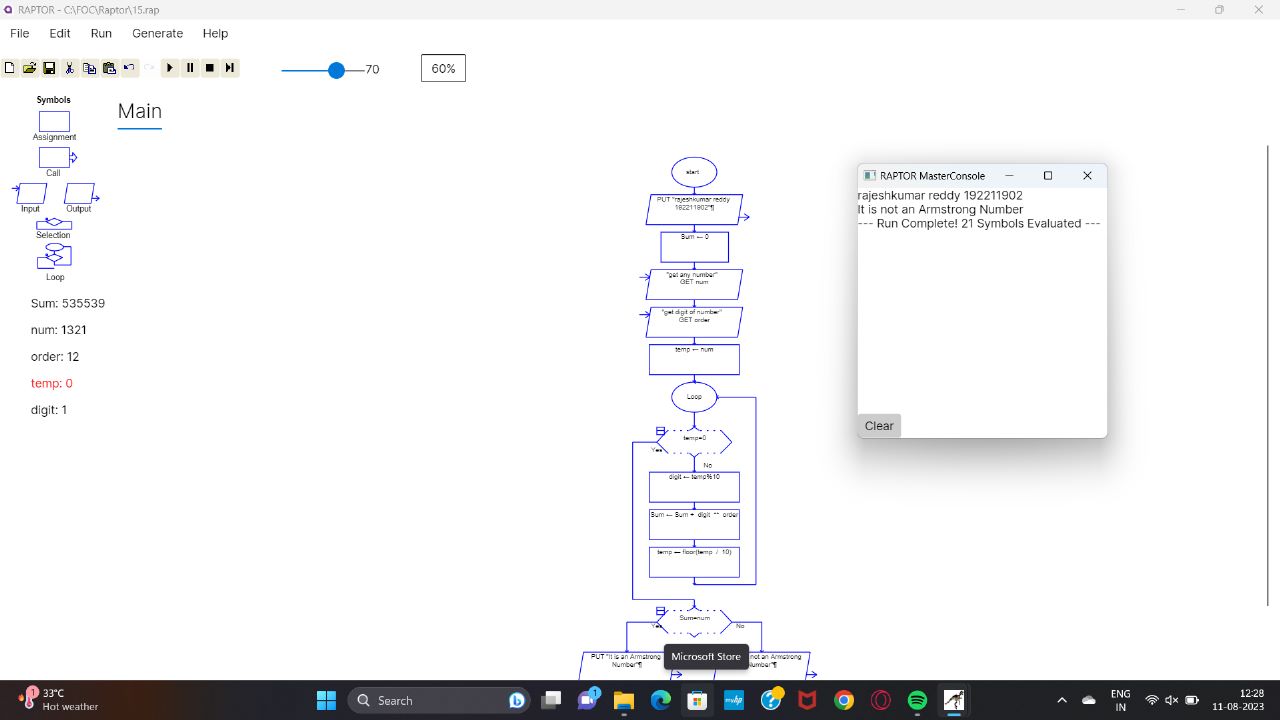 RAPTOR - C:\FOC\Raptor\15.rap
File Edit Run Generate Help
70
60%
Symbols
Main
Assignment
Call
Input Output
Selection
Loop
Sum: 535539
num: 1321
order: 12
temp: 0
digit: 1
start
PUT "rajeshkumar reddy
192211902"¶
Sum ← 0
"get any number"
GET num
"get digit of number"
GET order
temp ← num
Loop
temp=0
Yes
No
digit ← temp%10
Sum ← Sum + digit ** order
temp ← floor(temp / 10)
Sum=num
Yes
No
PUT "It is an Armstrong
Number"¶
not an Armstrong
Number"¶
RAPTOR MasterConsole
rajeshkumar reddy 192211902
It is not an Armstrong Number
--- Run Complete! 21 Symbols Evaluated ---
Clear
Microsoft Store
1
33°C
Hot weather
Search
1
myhp
ENG
IN
12:28
11-08-2023